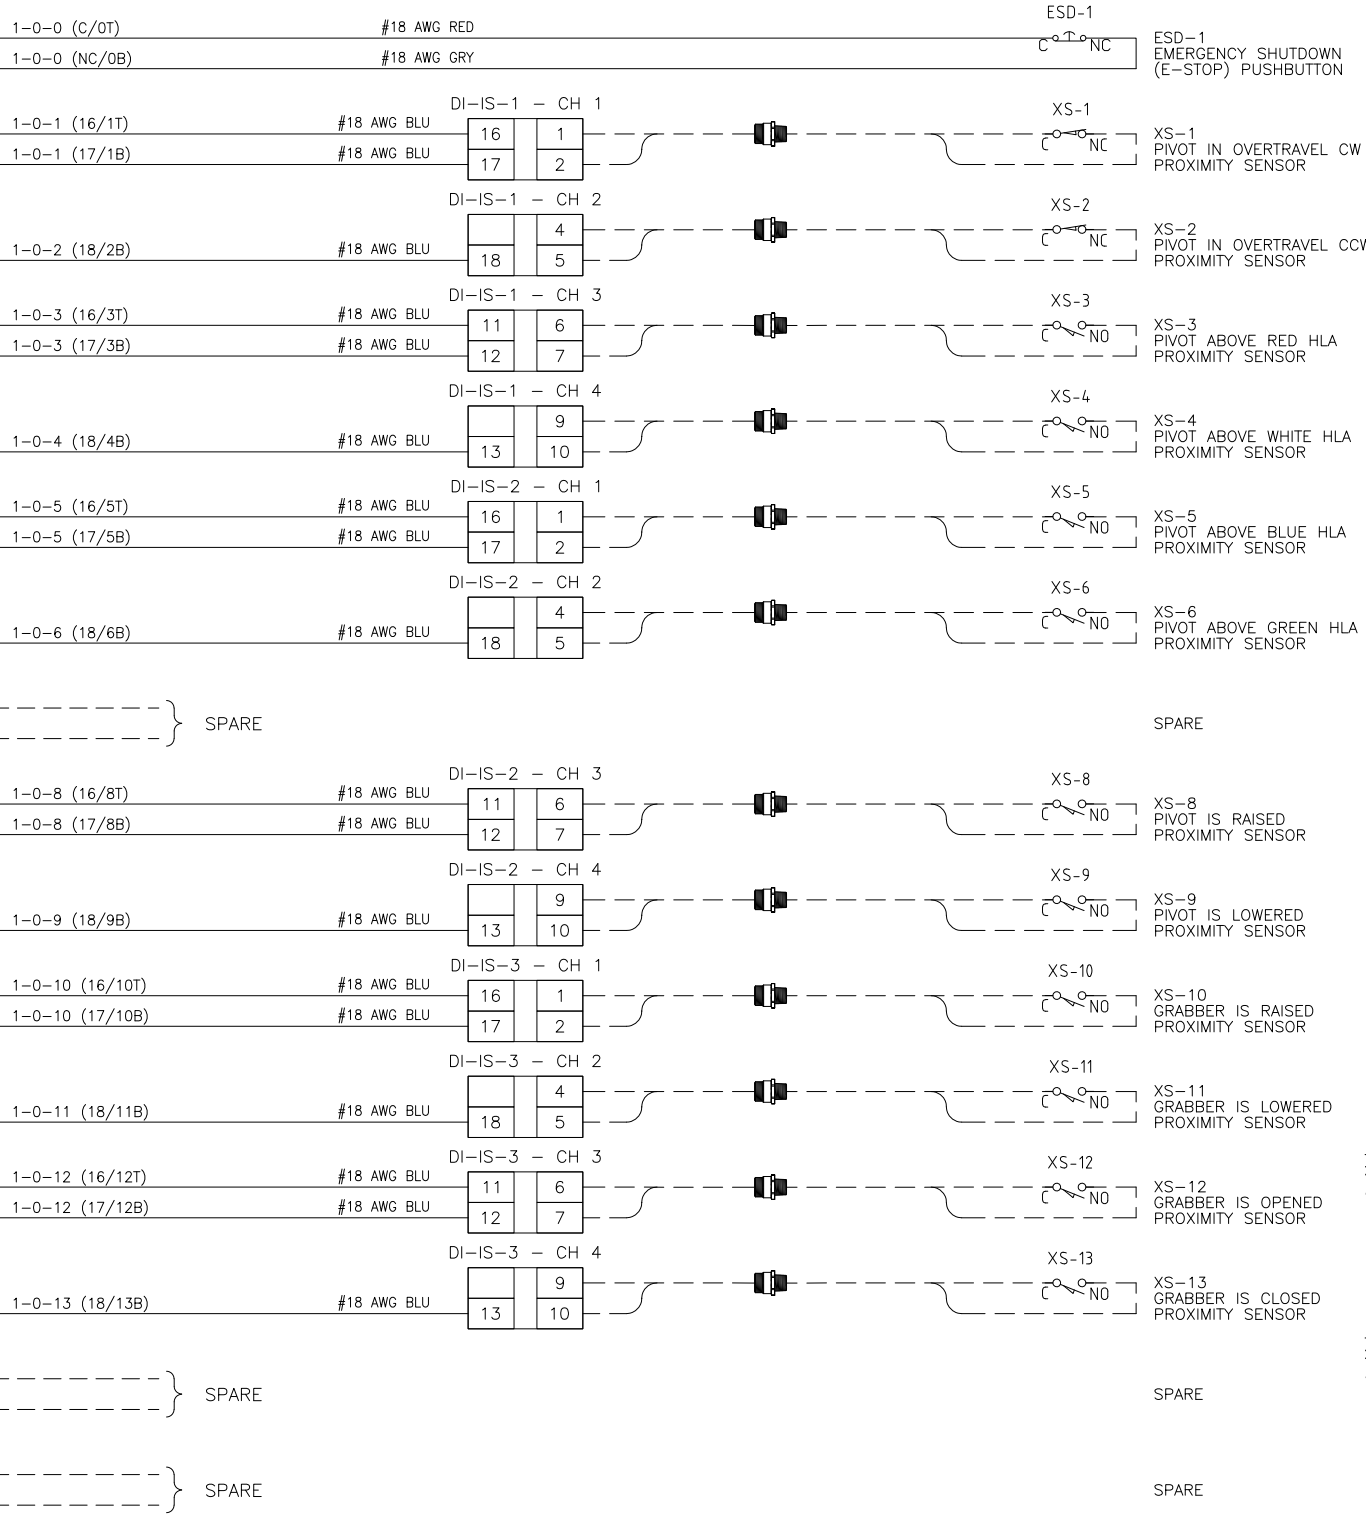 ESD-1
1-0-0 (C/0T) #18 AWG RED
C NC
1-0-0 (NC/0B) #18 AWG GRY
ESD-1
EMERGENCY SHUTDOWN
(E-STOP) PUSHBUTTON
DI-IS-1 - CH 1
XS-1
1-0-1 (16/1T) #18 AWG BLU 16 1
1-0-1 (17/1B) #18 AWG BLU 17 2
C NC
XS-1
PIVOT IN OVERTRAVEL CW
PROXIMITY SENSOR
DI-IS-1 - CH 2
XS-2
4
1-0-2 (18/2B) #18 AWG BLU 18 5
C NC
XS-2
PIVOT IN OVERTRAVEL CCW
PROXIMITY SENSOR
DI-IS-1 - CH 3
XS-3
1-0-3 (16/3T) #18 AWG BLU 11 6
1-0-3 (17/3B) #18 AWG BLU 12 7
C NO
XS-3
PIVOT ABOVE RED HLA
PROXIMITY SENSOR
DI-IS-1 - CH 4
XS-4
9
1-0-4 (18/4B) #18 AWG BLU 13 10
C NO
XS-4
PIVOT ABOVE WHITE HLA
PROXIMITY SENSOR
DI-IS-2 - CH 1
XS-5
1-0-5 (16/5T) #18 AWG BLU 16 1
1-0-5 (17/5B) #18 AWG BLU 17 2
C NO
XS-5
PIVOT ABOVE BLUE HLA
PROXIMITY SENSOR
DI-IS-2 - CH 2
XS-6
4
1-0-6 (18/6B) #18 AWG BLU 18 5
C NO
XS-6
PIVOT ABOVE GREEN HLA
PROXIMITY SENSOR
SPARE SPARE
DI-IS-2 - CH 3
XS-8
1-0-8 (16/8T) #18 AWG BLU 11 6
1-0-8 (17/8B) #18 AWG BLU 12 7
C NO
XS-8
PIVOT IS RAISED
PROXIMITY SENSOR
DI-IS-2 - CH 4
XS-9
9
1-0-9 (18/9B) #18 AWG BLU 13 10
C NO
XS-9
PIVOT IS LOWERED
PROXIMITY SENSOR
DI-IS-3 - CH 1
XS-10
1-0-10 (16/10T) #18 AWG BLU 16 1
1-0-10 (17/10B) #18 AWG BLU 17 2
C NO
XS-10
GRABBER IS RAISED
PROXIMITY SENSOR
DI-IS-3 - CH 2
XS-11
4
1-0-11 (18/11B) #18 AWG BLU 18 5
C NO
XS-11
GRABBER IS LOWERED
PROXIMITY SENSOR
DI-IS-3 - CH 3
XS-12
1-0-12 (16/12T) #18 AWG BLU 11 6
1-0-12 (17/12B) #18 AWG BLU 12 7
C NO
XS-12
GRABBER IS OPENED
PROXIMITY SENSOR
DI-IS-3 - CH 4
XS-13
9
1-0-13 (18/13B) #18 AWG BLU 13 10
C NO
XS-13
GRABBER IS CLOSED
PROXIMITY SENSOR
SPARE SPARE
SPARE SPARE